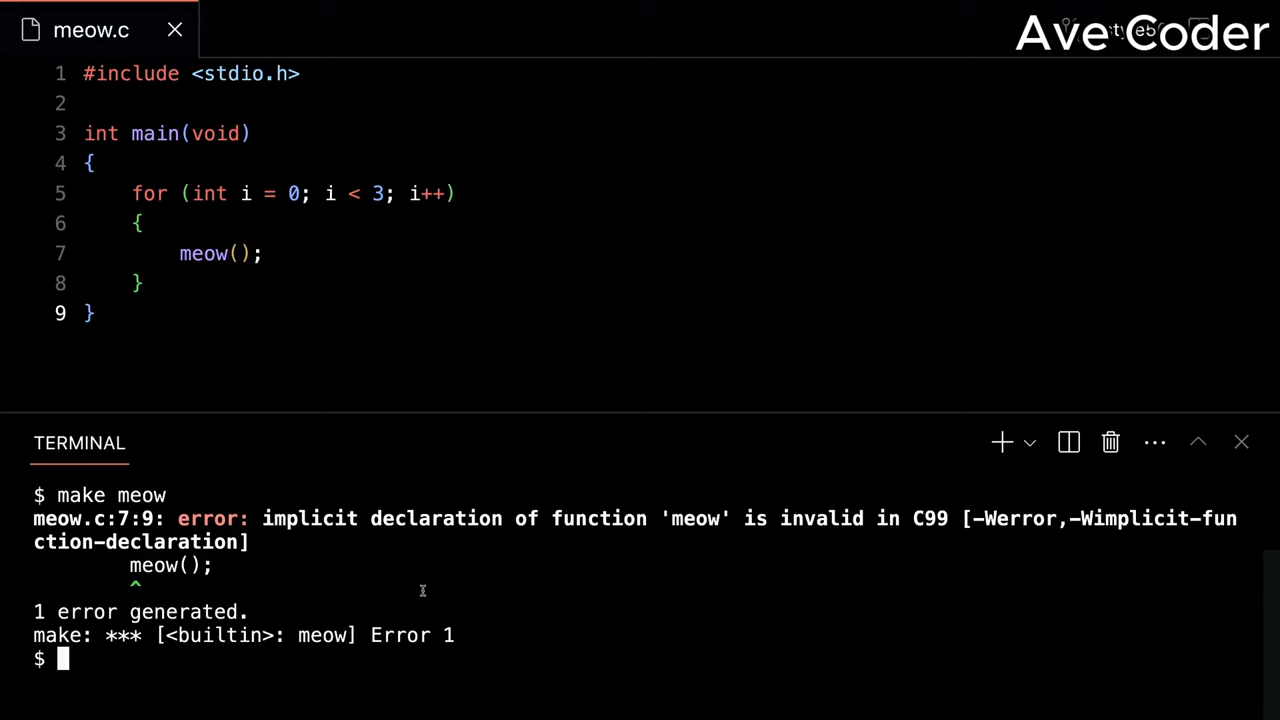 meow.c
Ave Coder
1 #include <stdio.h>
2
3 int main(void)
4 {
5     for (int i = 0; i < 3; i++)
6     {
7         meow();
8     }
9 }
TERMINAL
$ make meow
meow.c:7:9: error: implicit declaration of function 'meow' is invalid in C99 [-Werror,-Wimplicit-fun
ction-declaration]
        meow();
        ^
1 error generated.
make: *** [<builtin>: meow] Error 1
$